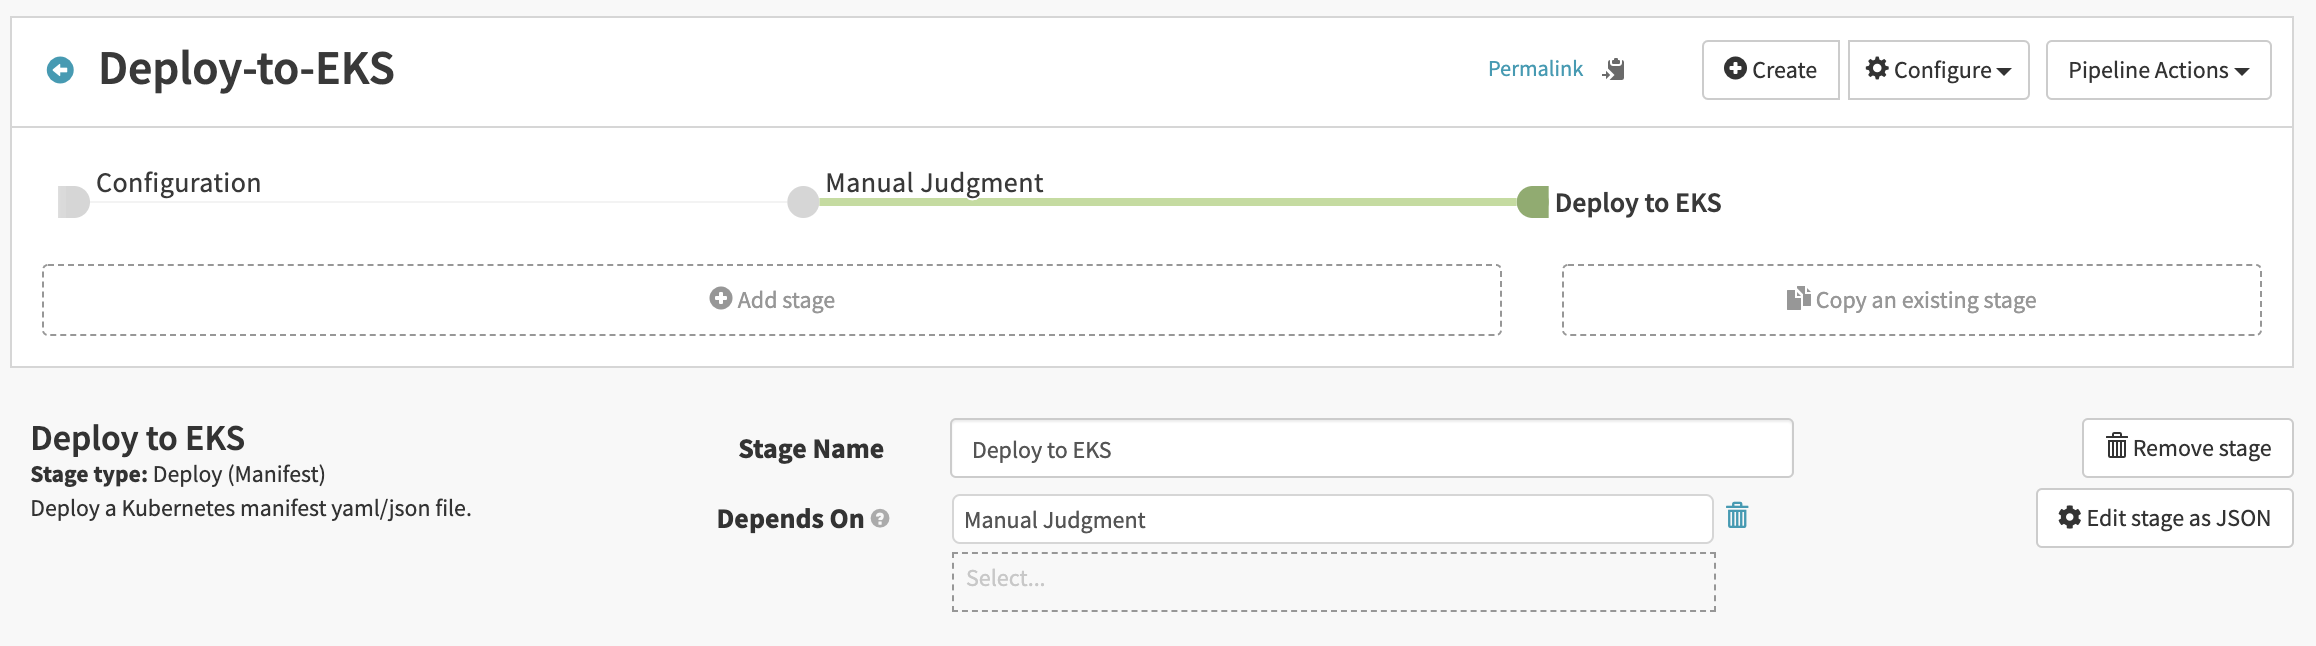 Deploy-to-EKS
Permalink
Create
Configure
Pipeline Actions
Configuration
Manual Judgment
Deploy to EKS
Add stage
Copy an existing stage
Deploy to EKS
Stage type: Deploy (Manifest)
Deploy a Kubernetes manifest yaml/json file.
Stage Name
Deploy to EKS
Remove stage
Depends On ?
Manual Judgment
Edit stage as JSON
Select...